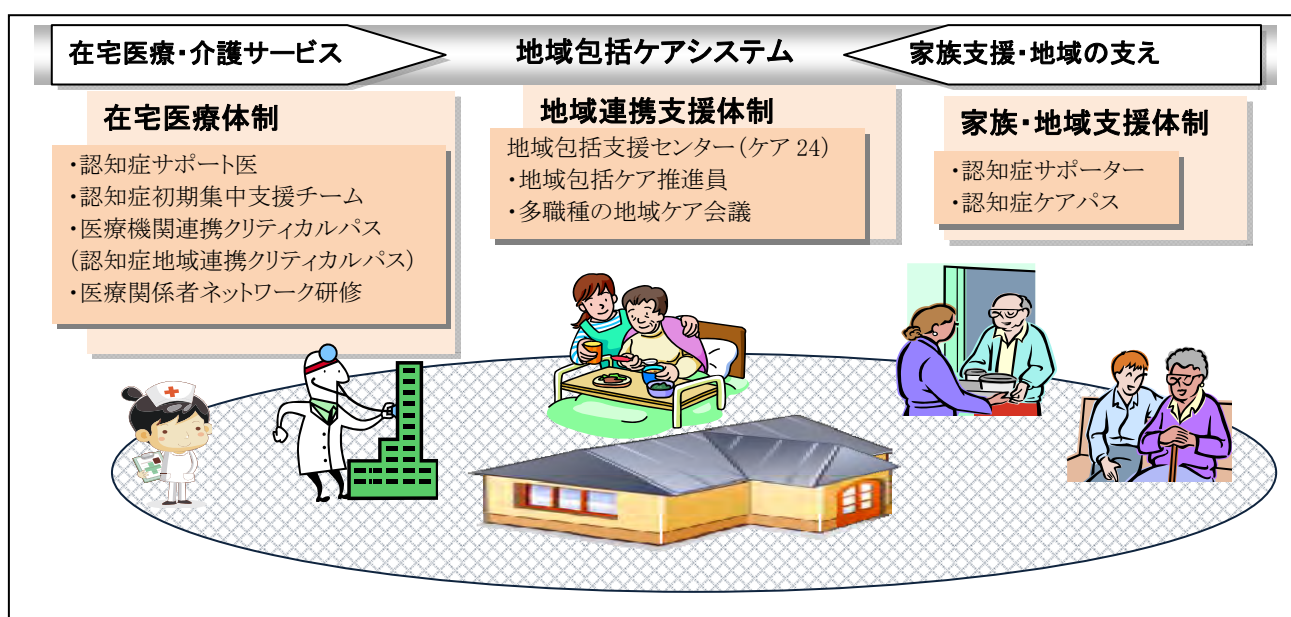 在宅医療・介護サービス
地域包括ケアシステム
家族支援・地域の支え
在宅医療体制
・認知症サポート医
・認知症初期集中支援チーム
・医療機関連携クリティカルパス
(認知症地域連携クリティカルパス)
・医療関係者ネットワーク研修
地域連携支援体制
地域包括支援センター(ケア 24)
・地域包括ケア推進員
・多職種の地域ケア会議
家族・地域支援体制
・認知症サポーター
・認知症ケアパス